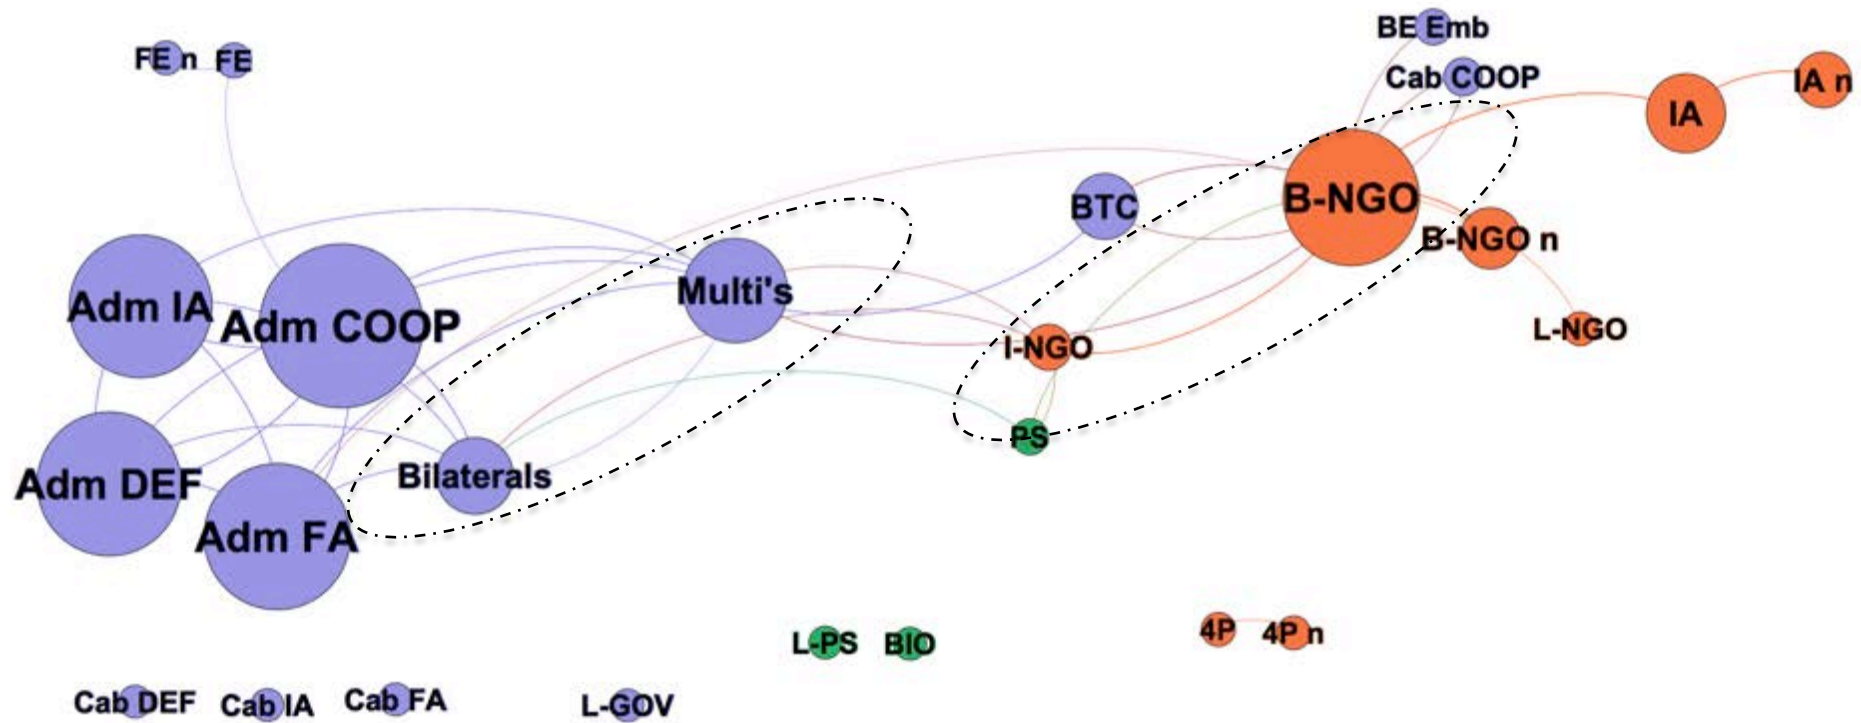 BE Emb
FE n
FE
Cab COOP
IA n
IA
B-NGO
BTC
B-NGO n
Multi's
Adm IA
Adm COOP
L-NGO
I-NGO
PS
Bilaterals
Adm DEF
Adm FA
4P
4P n
L-PS
BIO
Cab DEF
Cab IA
Cab FA
L-GOV